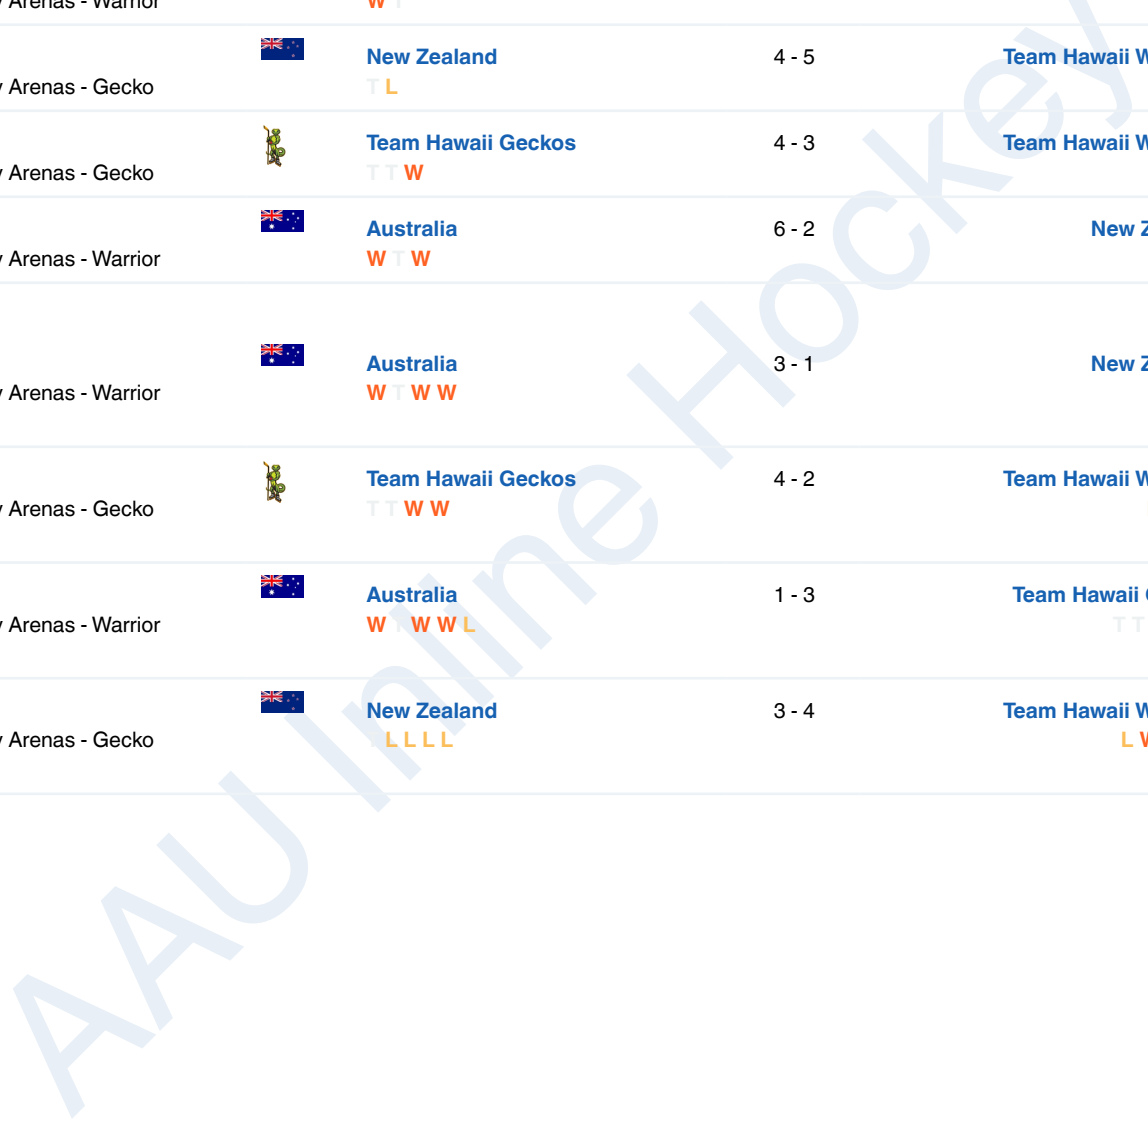 Arenas - Warrior
W T
New Zealand 4 - 5 Team Hawaii W
Arenas - Gecko T L
Team Hawaii Geckos 4 - 3 Team Hawaii W
Arenas - Gecko T T W
Australia 6 - 2 New Z
Arenas - Warrior W T W
Australia 3 - 1 New Z
Arenas - Warrior W T W W
Team Hawaii Geckos 4 - 2 Team Hawaii W
Arenas - Gecko T T W W
Australia 1 - 3 Team Hawaii
Arenas - Warrior W T W W L T T
New Zealand 3 - 4 Team Hawaii W
Arenas - Gecko T L L L L L W
AAU Inline Hockey